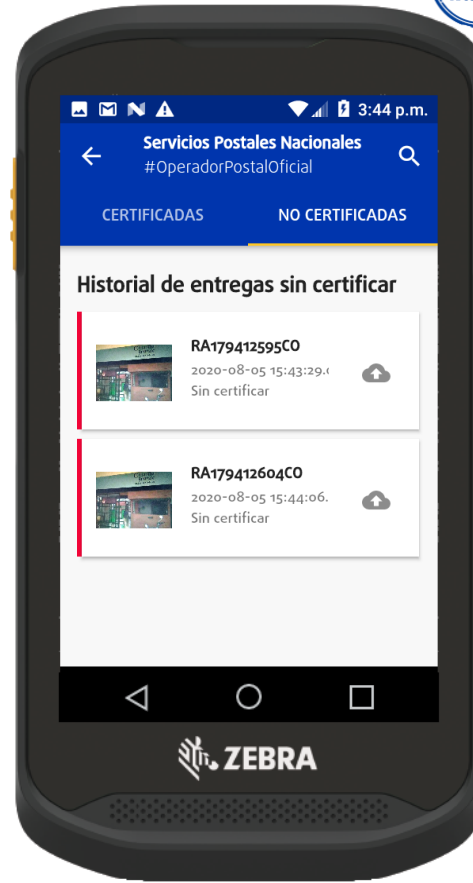 3:44 p.m.
Servicios Postales Nacionales
#OperadorPostalOficial
CERTIFICADAS
NO CERTIFICADAS
Historial de entregas sin certificar
RA179412595CO
2020-08-05 15:43:29.
Sin certificar
RA179412604CO
2020-08-05 15:44:06.
Sin certificar
ZEBRA